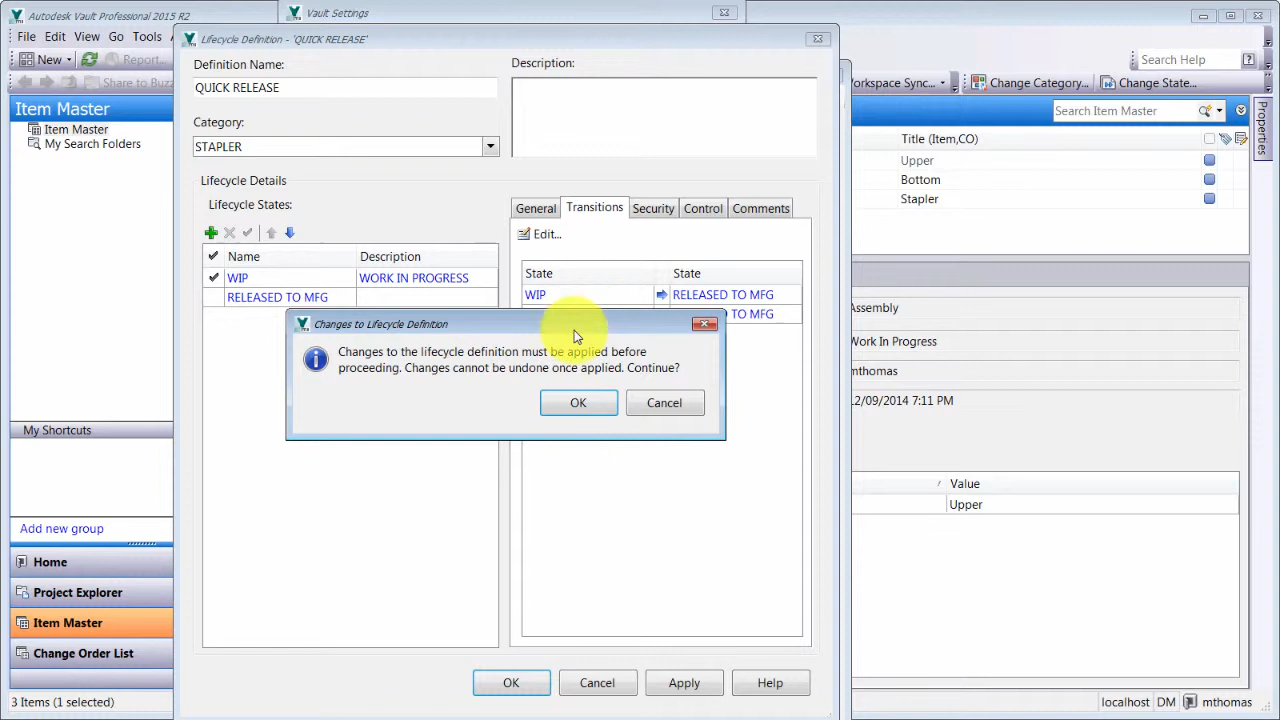 Autodesk Vault Professional 2015 R2
Vault Settings
File Edit View Go Tools
New
Report...
Share to Buzz
Item Master
Item Master
My Search Folders
My Shortcuts
Add new group
Home
Project Explorer
Item Master
Change Order List
3 Items (1 selected)
Lifecycle Definition - 'QUICK RELEASE'
Definition Name:
QUICK RELEASE
Description:
Category:
STAPLER
Lifecycle Details
Lifecycle States:
Name Description
WIP WORK IN PROGRESS
RELEASED TO MFG
General Transitions Security Control Comments
Edit...
State State
WIP RELEASED TO MFG
D TO MFG
Changes to Lifecycle Definition
Changes to the lifecycle definition must be applied before
proceeding. Changes cannot be undone once applied. Continue?
OK Cancel
OK Cancel Apply Help
Search Help
orkspace Sync... Change Category... Change State...
Search Item Master
Title (Item,CO)
Upper
Bottom
Stapler
Properties
Assembly
Work In Progress
mthomas
12/09/2014 7:11 PM
Value
Upper
localhost DM mthomas